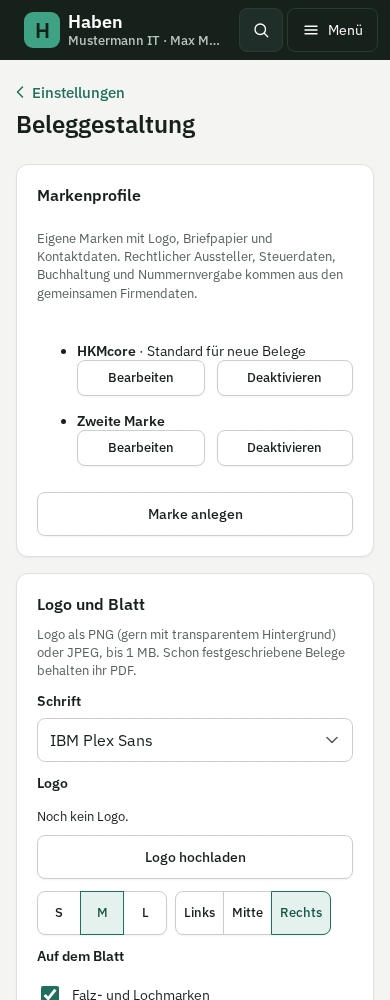 H
Haben
Mustermann IT · Max M...
Menü
Einstellungen
Beleggestaltung
Markenprofile
Eigene Marken mit Logo, Briefpapier und
Kontaktdaten. Rechtlicher Aussteller, Steuerdaten,
Buchhaltung und Nummernvergabe kommen aus den
gemeinsamen Firmendaten.
HKMcore · Standard für neue Belege
Bearbeiten
Deaktivieren
Zweite Marke
Bearbeiten
Deaktivieren
Marke anlegen
Logo und Blatt
Logo als PNG (gern mit transparentem Hintergrund)
oder JPEG, bis 1 MB. Schon festgeschriebene Belege
behalten ihr PDF.
Schrift
IBM Plex Sans
Logo
Noch kein Logo.
Logo hochladen
S
M
L
Links
Mitte
Rechts
Auf dem Blatt
Falz- und Lochmarken